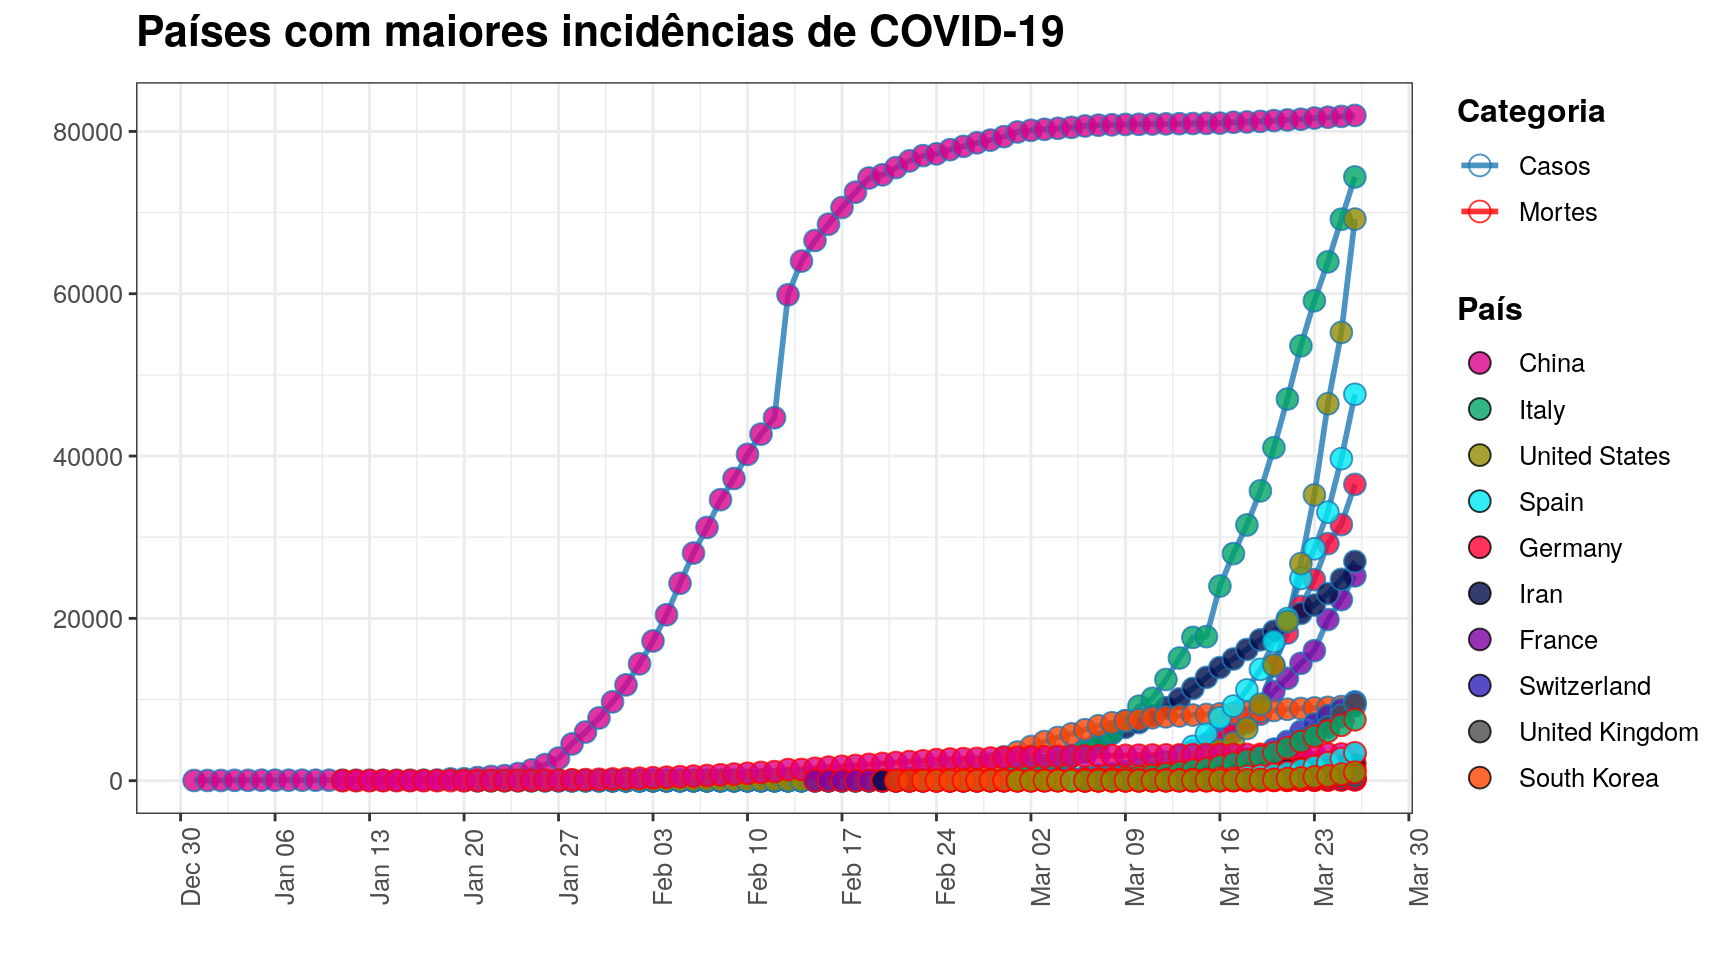 Países com maiores incidências de COVID-19
80000
60000
40000
20000
0
Dec 30
Jan 06
Jan 13
Jan 20
Jan 27
Feb 03
Feb 10
Feb 17
Feb 24
Mar 02
Mar 09
Mar 16
Mar 23
Mar 30
Categoria
Casos
Mortes
País
China
Italy
United States
Spain
Germany
Iran
France
Switzerland
United Kingdom
South Korea